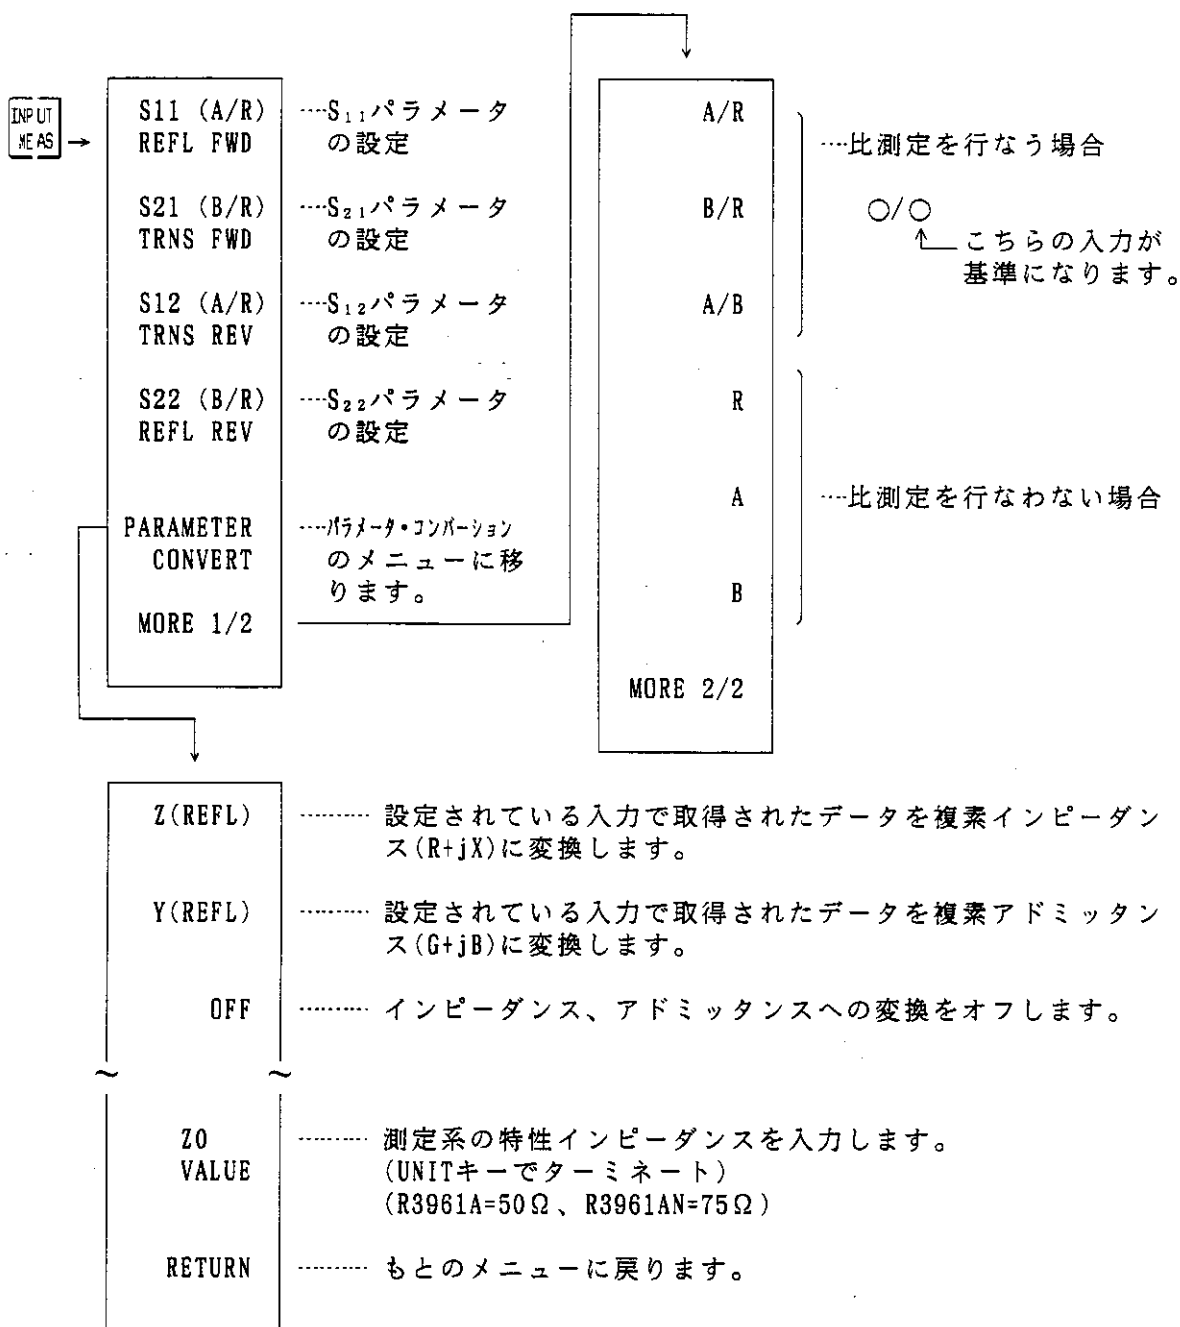 INPUT
MEAS
S11 (A/R) ····S₁₁パラメータ
REFL FWD の設定
S21 (B/R) ····S₂₁パラメータ
TRNS FWD の設定
S12 (A/R) ····S₁₂パラメータ
TRNS REV の設定
S22 (B/R) ····S₂₂パラメータ
REFL REV の設定
PARAMETER ····パラメータ・コンバーション
CONVERT のメニューに移
ります。
MORE 1/2
A/R
B/R
A/B
····比測定を行なう場合
○/○
こちらの入力が
基準になります。
R
A
B
····比測定を行なわない場合
MORE 2/2
Z(REFL) ········· 設定されている入力で取得されたデータを複素インピーダン
ス(R+jX)に変換します。
Y(REFL) ········· 設定されている入力で取得されたデータを複素アドミッタン
ス(G+jB)に変換します。
OFF ········· インピーダンス、アドミッタンスへの変換をオフします。
Z0 ········· 測定系の特性インピーダンスを入力します。
VALUE (UNITキーでターミネート)
(R3961A=50Ω、R3961AN=75Ω)
RETURN ········· もとのメニューに戻ります。